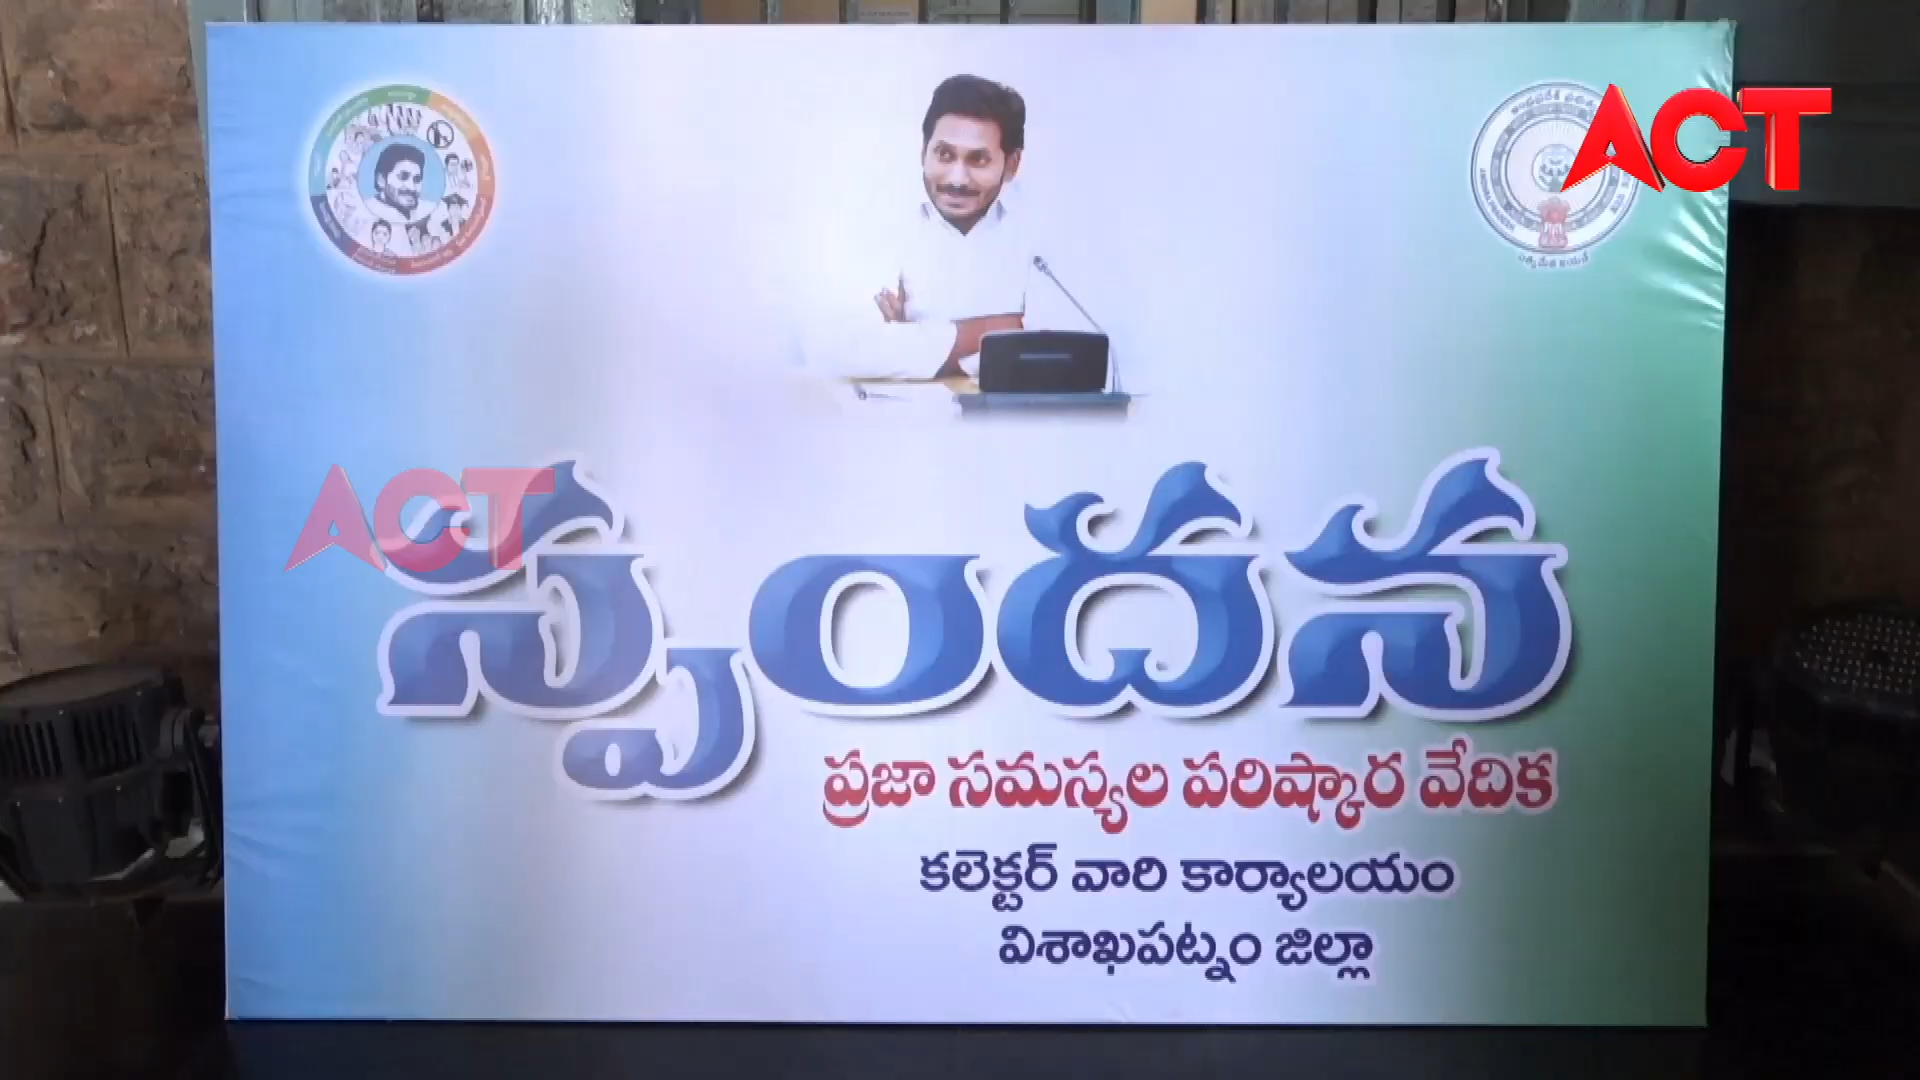 ACT
ACT
స్పందన
ప్రజా సమస్యల పరిష్కార వేదిక
కలెక్టర్ వారి కార్యాలయం
విశాఖపట్నం జిల్లా